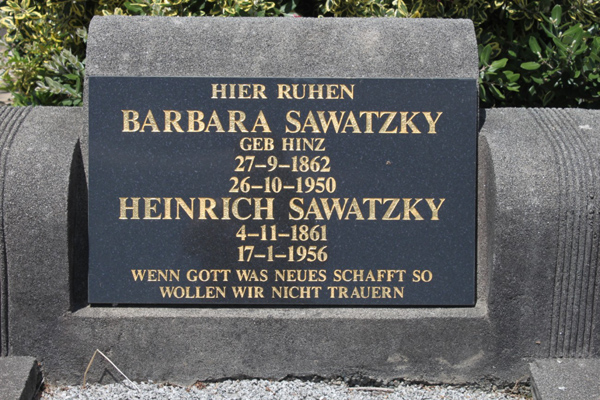 HIER RUHEN
BARBARA SAWATZKY
GEB HINZ
27-9-1862
26-10-1950
HEINRICH SAWATZKY
4-11-1861
17-1-1956
WENN GOTT WAS NEUES SCHAFFT SO
WOLLEN WIR NICHT TRAUERN